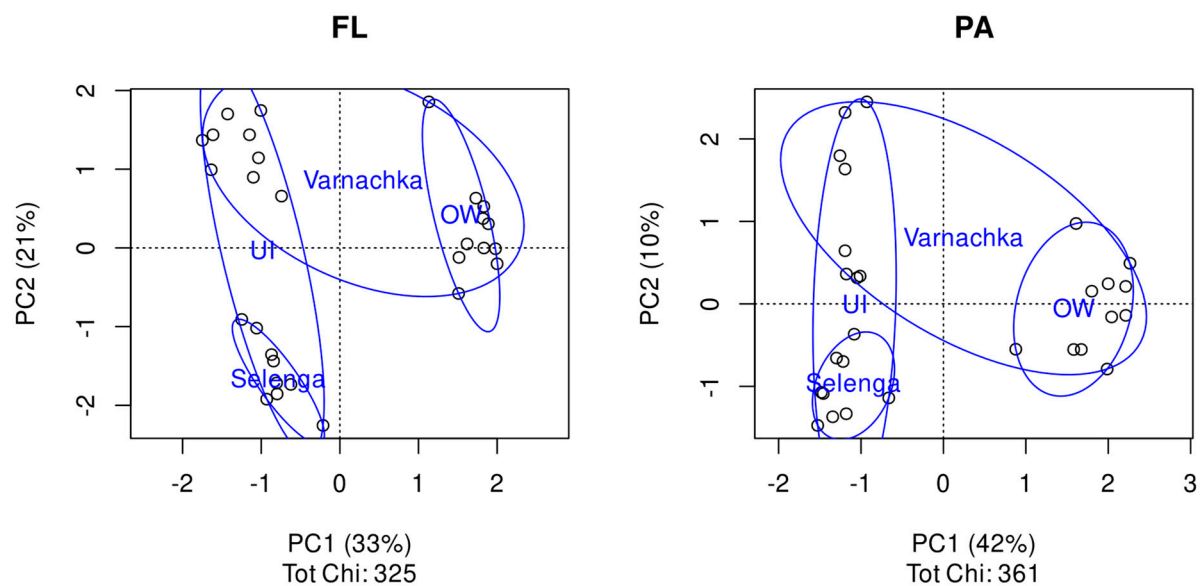 FL
PA
2
1
0
-1
-2
PC2 (21%)
Varnachka
OW
UI
Selenga
-2
-1
0
1
2
PC1 (33%)
Tot Chi: 325
2
1
0
-1
PC2 (10%)
Varnachka
UI
OW
Selenga
-2
-1
0
1
2
3
PC1 (42%)
Tot Chi: 361